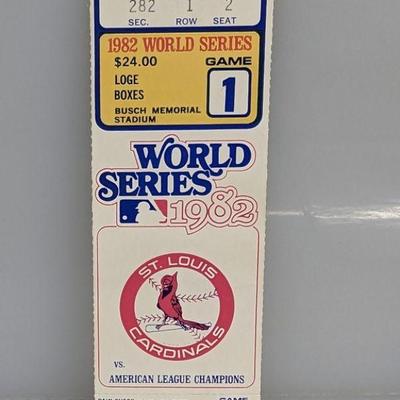 282 1 2
SEC. ROW SEAT
1982 WORLD SERIES
$24.00 GAME
LOGE
BOXES
1
BUSCH MEMORIAL
STADIUM
WORLD
SERIES
1982
ST. LOUIS
CARDINALS
VS.
AMERICAN LEAGUE CHAMPIONS
GAME